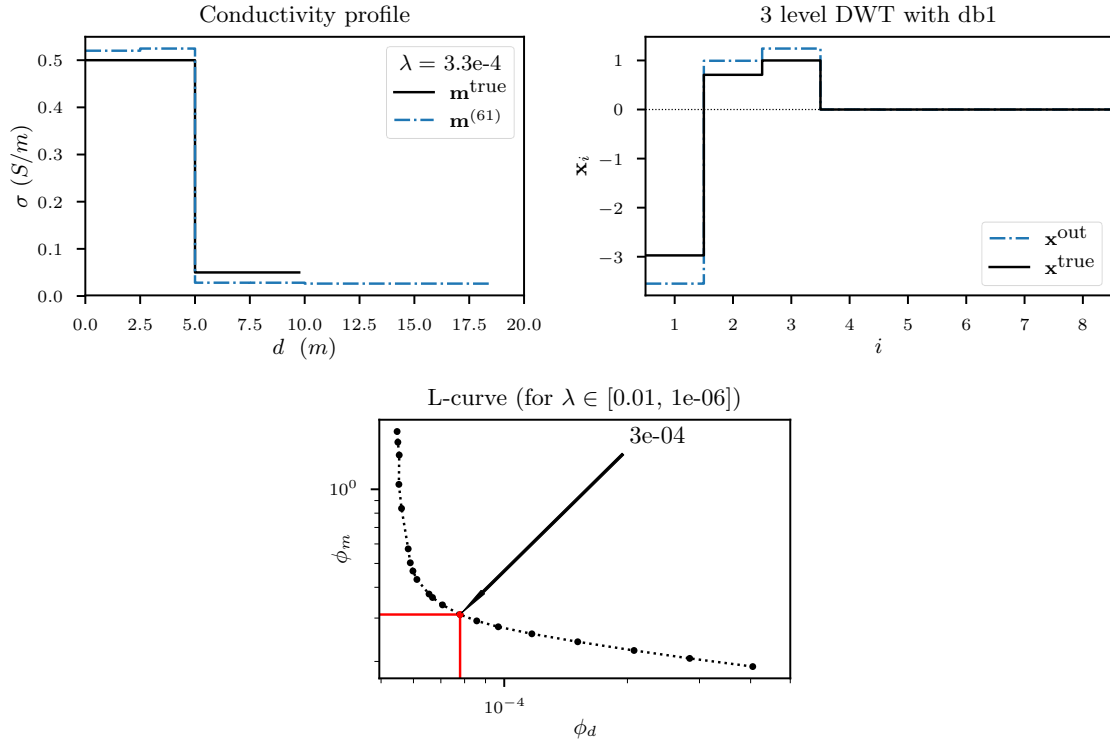 Conductivity profile
σ (S/m)
0.5
0.4
0.3
0.2
0.1
0.0
λ = 3.3e-4
m^true
m^(61)
0.0 2.5 5.0 7.5 10.0 12.5 15.0 17.5 20.0
d (m)
3 level DWT with db1
x_i
1
0
−1
−2
−3
x^out
x^true
1 2 3 4 5 6 7 8
i
L-curve (for λ ∈ [0.01, 1e-06])
3e-04
ϕ_m
10^0
10^−4
ϕ_d